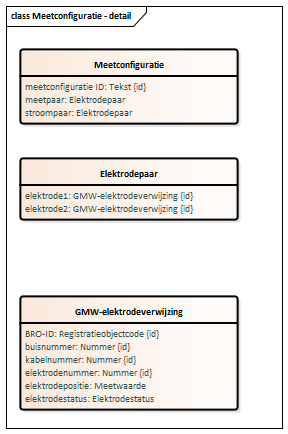 class Meetconfiguratie - detail
Meetconfiguratie
meetconfiguratie ID: Tekst {id}
meetpaar: Elektrodepaar
stroompaar: Elektrodepaar
Elektrodepaar
elektrode1: GMW-elektrodeverwijzing {id}
elektrode2: GMW-elektrodeverwijzing {id}
GMW-elektrodeverwijzing
BRO-ID: Registratieobjectcode {id}
buisnummer: Nummer {id}
kabelnummer: Nummer {id}
elektrodenummer: Nummer {id}
elektrodepositie: Meetwaarde
elektrodestatus: Elektrodestatus